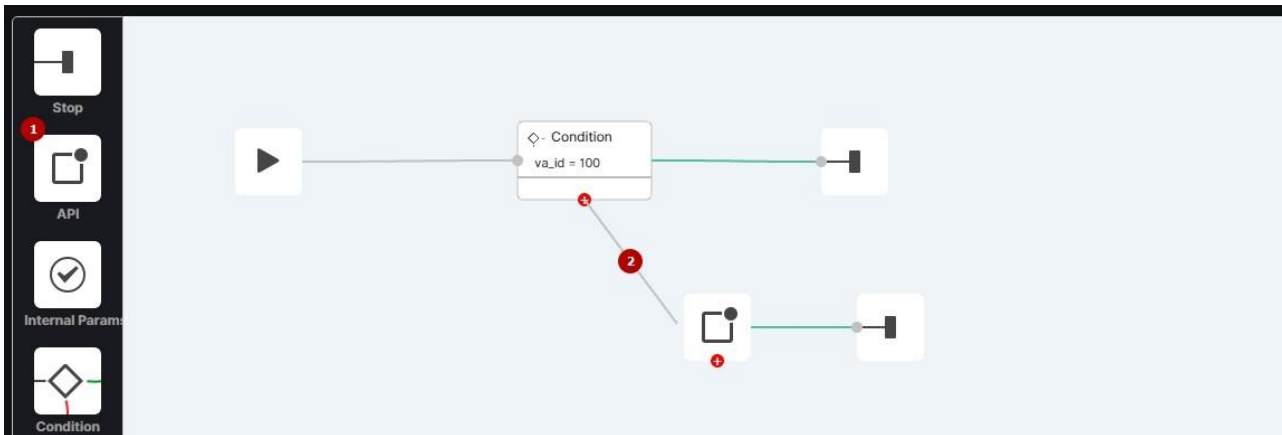 Stop
1
API
Internal Params
Condition
Condition
va_id = 100
2